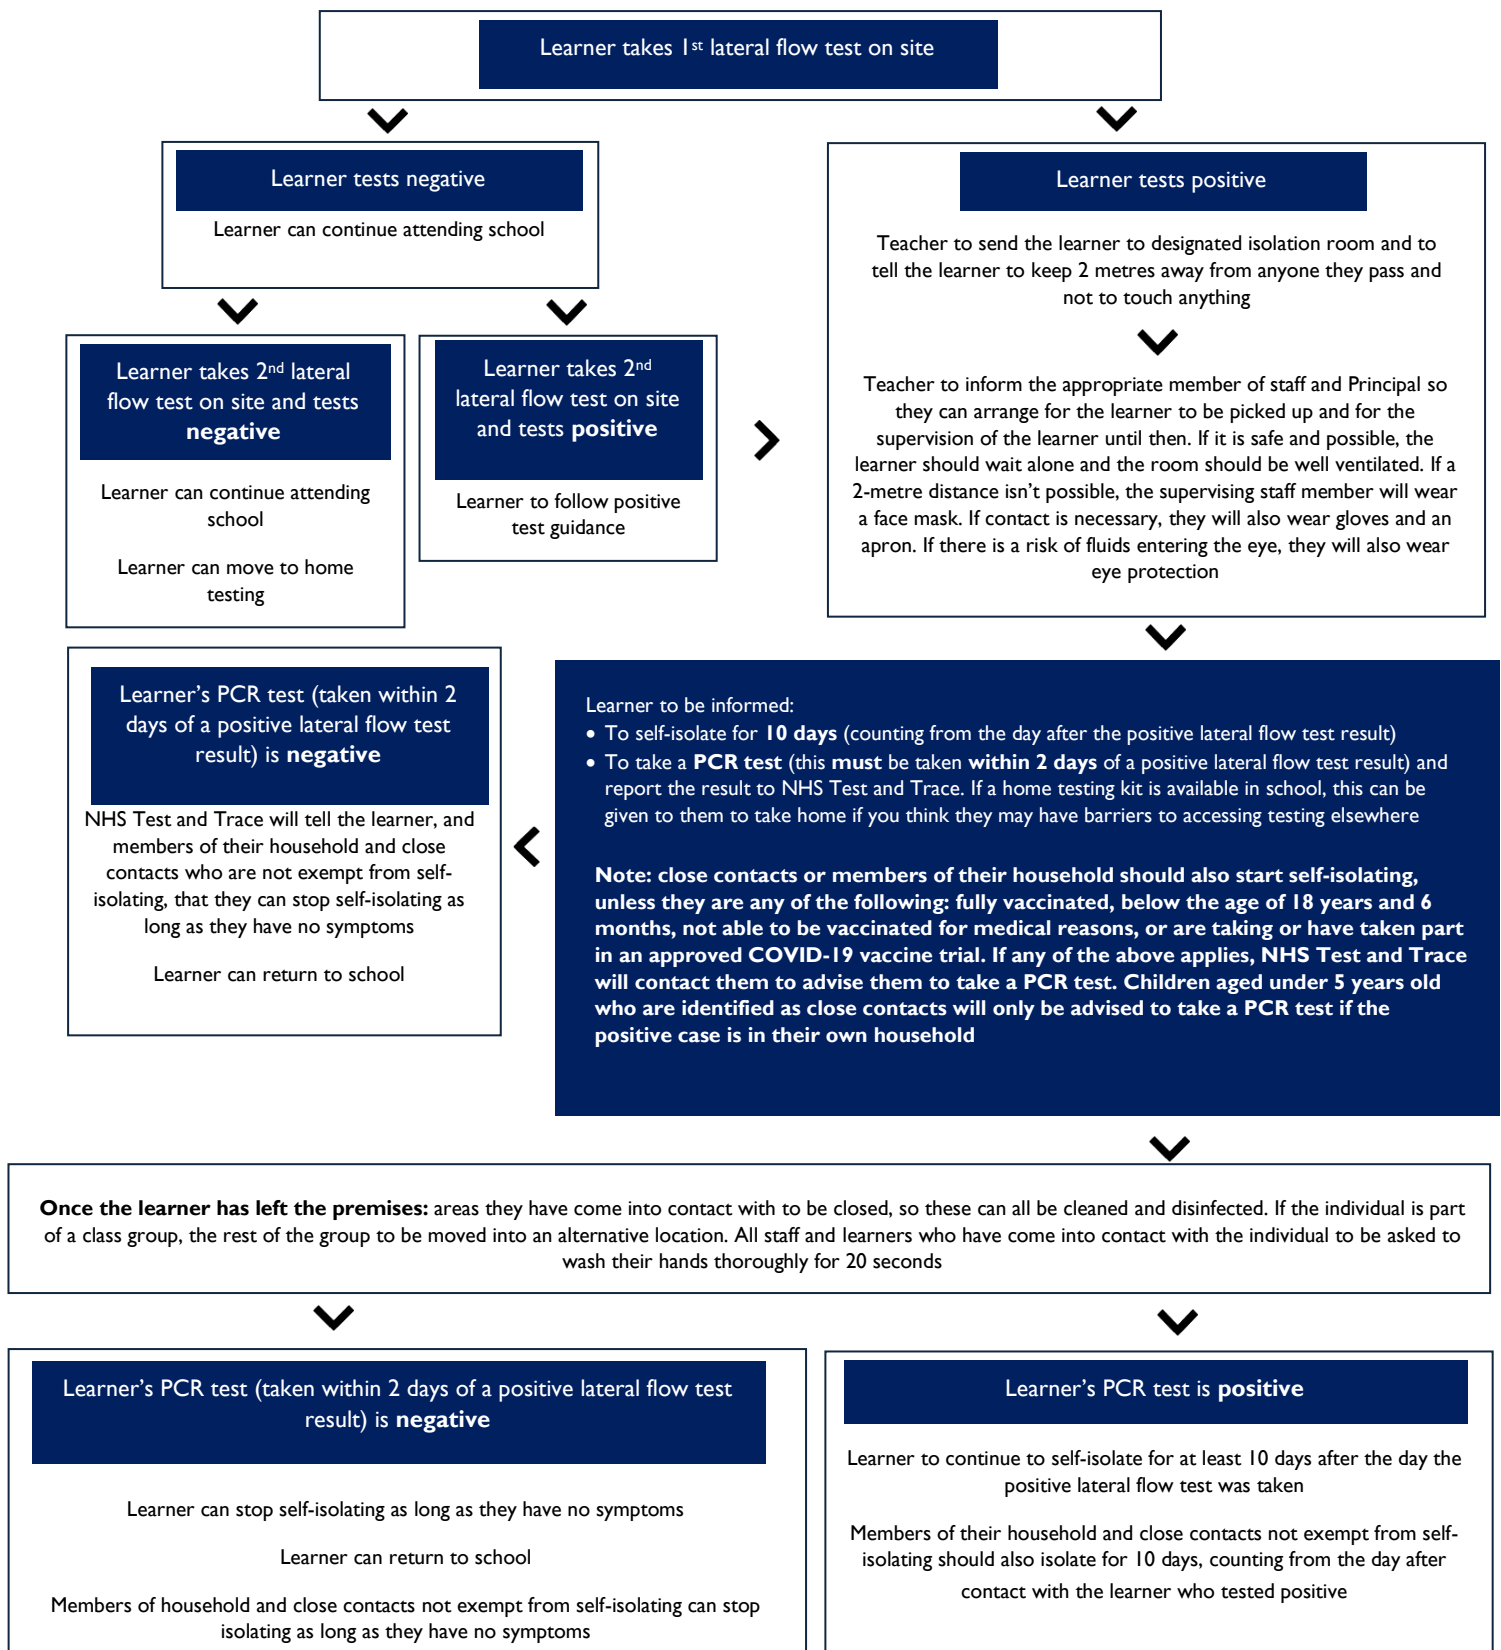 Learner takes 1st lateral flow test on site
Learner tests negative
Learner can continue attending school
Learner tests positive
Teacher to send the learner to designated isolation room and to
tell the learner to keep 2 metres away from anyone they pass and
not to touch anything
Teacher to inform the appropriate member of staff and Principal so
they can arrange for the learner to be picked up and for the
supervision of the learner until then. If it is safe and possible, the
learner should wait alone and the room should be well ventilated. If a
2-metre distance isn't possible, the supervising staff member will wear
a face mask. If contact is necessary, they will also wear gloves and an
apron. If there is a risk of fluids entering the eye, they will also wear
eye protection
Learner takes 2nd lateral
flow test on site and tests
negative
Learner can continue attending
school
Learner can move to home
testing
Learner takes 2nd
lateral flow test on site
and tests positive
Learner to follow positive
test guidance
Learner's PCR test (taken within 2
days of a positive lateral flow test
result) is negative
NHS Test and Trace will tell the learner, and
members of their household and close
contacts who are not exempt from self-
isolating, that they can stop self-isolating as
long as they have no symptoms
Learner can return to school
Learner to be informed:
• To self-isolate for 10 days (counting from the day after the positive lateral flow test result)
• To take a PCR test (this must be taken within 2 days of a positive lateral flow test result) and
report the result to NHS Test and Trace. If a home testing kit is available in school, this can be
given to them to take home if you think they may have barriers to accessing testing elsewhere
Note: close contacts or members of their household should also start self-isolating,
unless they are any of the following: fully vaccinated, below the age of 18 years and 6
months, not able to be vaccinated for medical reasons, or are taking or have taken part
in an approved COVID-19 vaccine trial. If any of the above applies, NHS Test and Trace
will contact them to advise them to take a PCR test. Children aged under 5 years old
who are identified as close contacts will only be advised to take a PCR test if the
positive case is in their own household
Once the learner has left the premises: areas they have come into contact with to be closed, so these can all be cleaned and disinfected. If the individual is part
of a class group, the rest of the group to be moved into an alternative location. All staff and learners who have come into contact with the individual to be asked to
wash their hands thoroughly for 20 seconds
Learner's PCR test (taken within 2 days of a positive lateral flow test
result) is negative
Learner can stop self-isolating as long as they have no symptoms
Learner can return to school
Members of household and close contacts not exempt from self-isolating can stop
isolating as long as they have no symptoms
Learner's PCR test is positive
Learner to continue to self-isolate for at least 10 days after the day the
positive lateral flow test was taken
Members of their household and close contacts not exempt from self-
isolating should also isolate for 10 days, counting from the day after
contact with the learner who tested positive